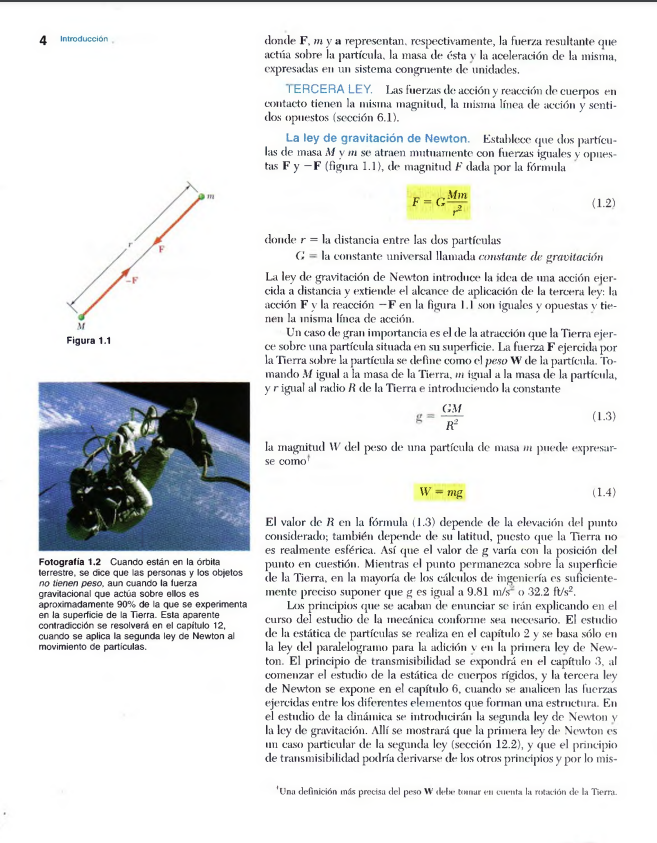 4 Introducción
donde F, m y a representan, respectivamente, la fuerza resultante que
actúa sobre la partícula, la masa de ésta y la aceleración de la misma,
expresadas en un sistema congruente de unidades.
TERCERA LEY. Las fuerzas de acción y reacción de cuerpos en
contacto tienen la misma magnitud, la misma línea de acción y senti-
dos opuestos (sección 6.1).
La ley de gravitación de Newton. Establece que dos partícu-
las de masa M y m se atraen mutuamente con fuerzas iguales y opues-
tas F y −F (figura 1.1), de magnitud F dada por la fórmula
F = G Mm/r² (1.2)
donde r = la distancia entre las dos partículas
G = la constante universal llamada constante de gravitación
La ley de gravitación de Newton introduce la idea de una acción ejer-
cida a distancia y extiende el alcance de aplicación de la tercera ley: la
acción F y la reacción −F en la figura 1.1 son iguales y opuestas y tie-
nen la misma línea de acción.
Un caso de gran importancia es el de la atracción que la Tierra ejer-
ce sobre una partícula situada en su superficie. La fuerza F ejercida por
la Tierra sobre la partícula se define como el peso W de la partícula. To-
mando M igual a la masa de la Tierra, m igual a la masa de la partícula,
y r igual al radio R de la Tierra e introduciendo la constante
g = GM/R² (1.3)
la magnitud W del peso de una partícula de masa m puede expresar-
se como†
W = mg (1.4)
El valor de R en la fórmula (1.3) depende de la elevación del punto
considerado; también depende de su latitud, puesto que la Tierra no
es realmente esférica. Así que el valor de g varía con la posición del
punto en cuestión. Mientras el punto permanezca sobre la superficie
de la Tierra, en la mayoría de los cálculos de ingeniería es suficiente-
mente preciso suponer que g es igual a 9.81 m/s² o 32.2 ft/s².
Los principios que se acaban de enunciar se irán explicando en el
curso del estudio de la mecánica conforme sea necesario. El estudio
de la estática de partículas se realiza en el capítulo 2 y se basa sólo en
la ley del paralelogramo para la adición y en la primera ley de New-
ton. El principio de transmisibilidad se expondrá en el capítulo 3, al
comenzar el estudio de la estática de cuerpos rígidos, y la tercera ley
de Newton se expone en el capítulo 6, cuando se analicen las fuerzas
ejercidas entre los diferentes elementos que forman una estructura. En
el estudio de la dinámica se introducirán la segunda ley de Newton y
la ley de gravitación. Allí se mostrará que la primera ley de Newton es
un caso particular de la segunda ley (sección 12.2), y que el principio
de transmisibilidad podría derivarse de los otros principios y por lo mis-
†Una definición más precisa del peso W debe tomar en cuenta la rotación de la Tierra.
m
r
F
−F
M
Figura 1.1
Fotografía 1.2 Cuando están en la órbita
terrestre, se dice que las personas y los objetos
no tienen peso, aun cuando la fuerza
gravitacional que actúa sobre ellos es
aproximadamente 90% de la que se experimenta
en la superficie de la Tierra. Esta aparente
contradicción se resolverá en el capítulo 12,
cuando se aplica la segunda ley de Newton al
movimiento de partículas.